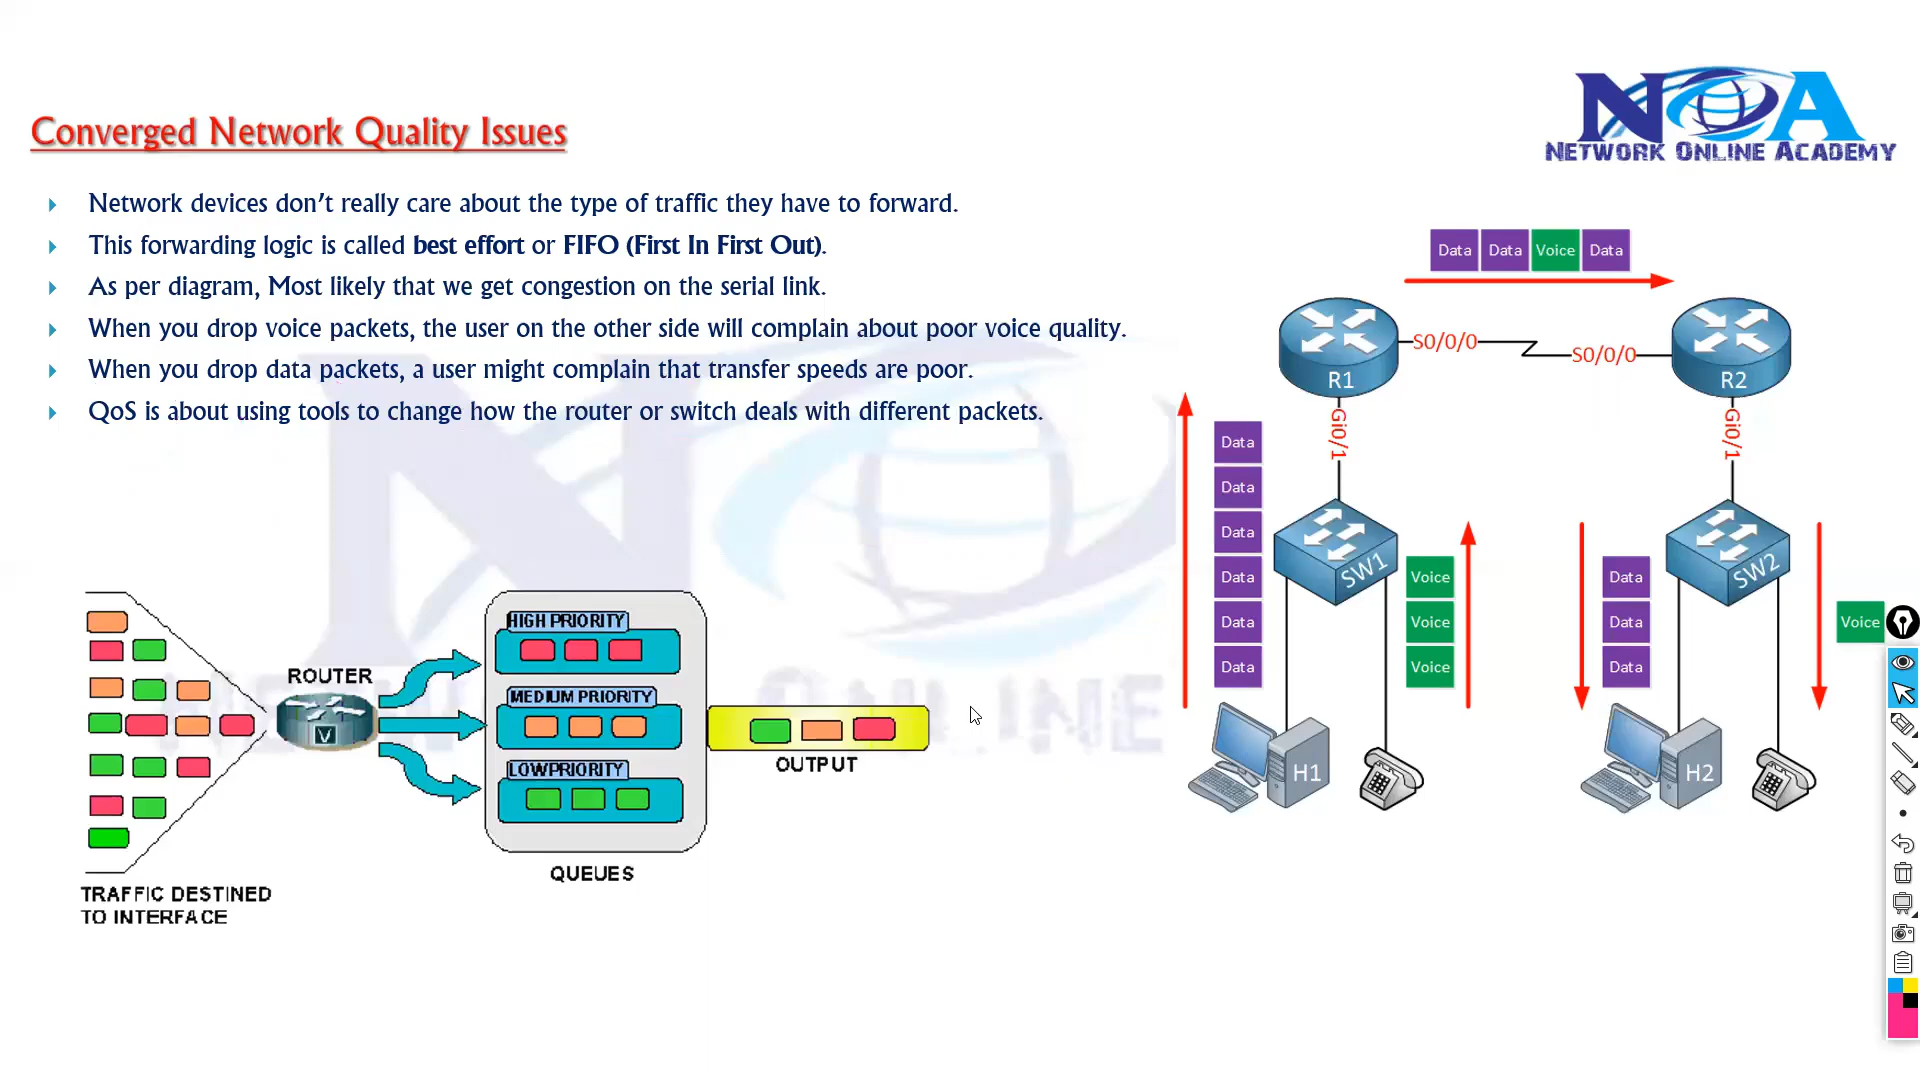 NOA
NETWORK ONLINE ACADEMY
Converged Network Quality Issues
Network devices don’t really care about the type of traffic they have to forward.
This forwarding logic is called best effort or FIFO (First In First Out).
As per diagram, Most likely that we get congestion on the serial link.
When you drop voice packets, the user on the other side will complain about poor voice quality.
When you drop data packets, a user might complain that transfer speeds are poor.
QoS is about using tools to change how the router or switch deals with different packets.
Data Data Voice Data
S0/0/0
S0/0/0
R1
R2
Gi0/1
Gi0/1
Data
Data
Data
Data
Data
Data
SW1
Voice
Voice
Voice
Data
Data
Data
SW2
Voice
H1
H2
ROUTER
V
HIGH PRIORITY
MEDIUM PRIORITY
LOW PRIORITY
OUTPUT
QUEUES
TRAFFIC DESTINED
TO INTERFACE
N
NETWORK ONLINE